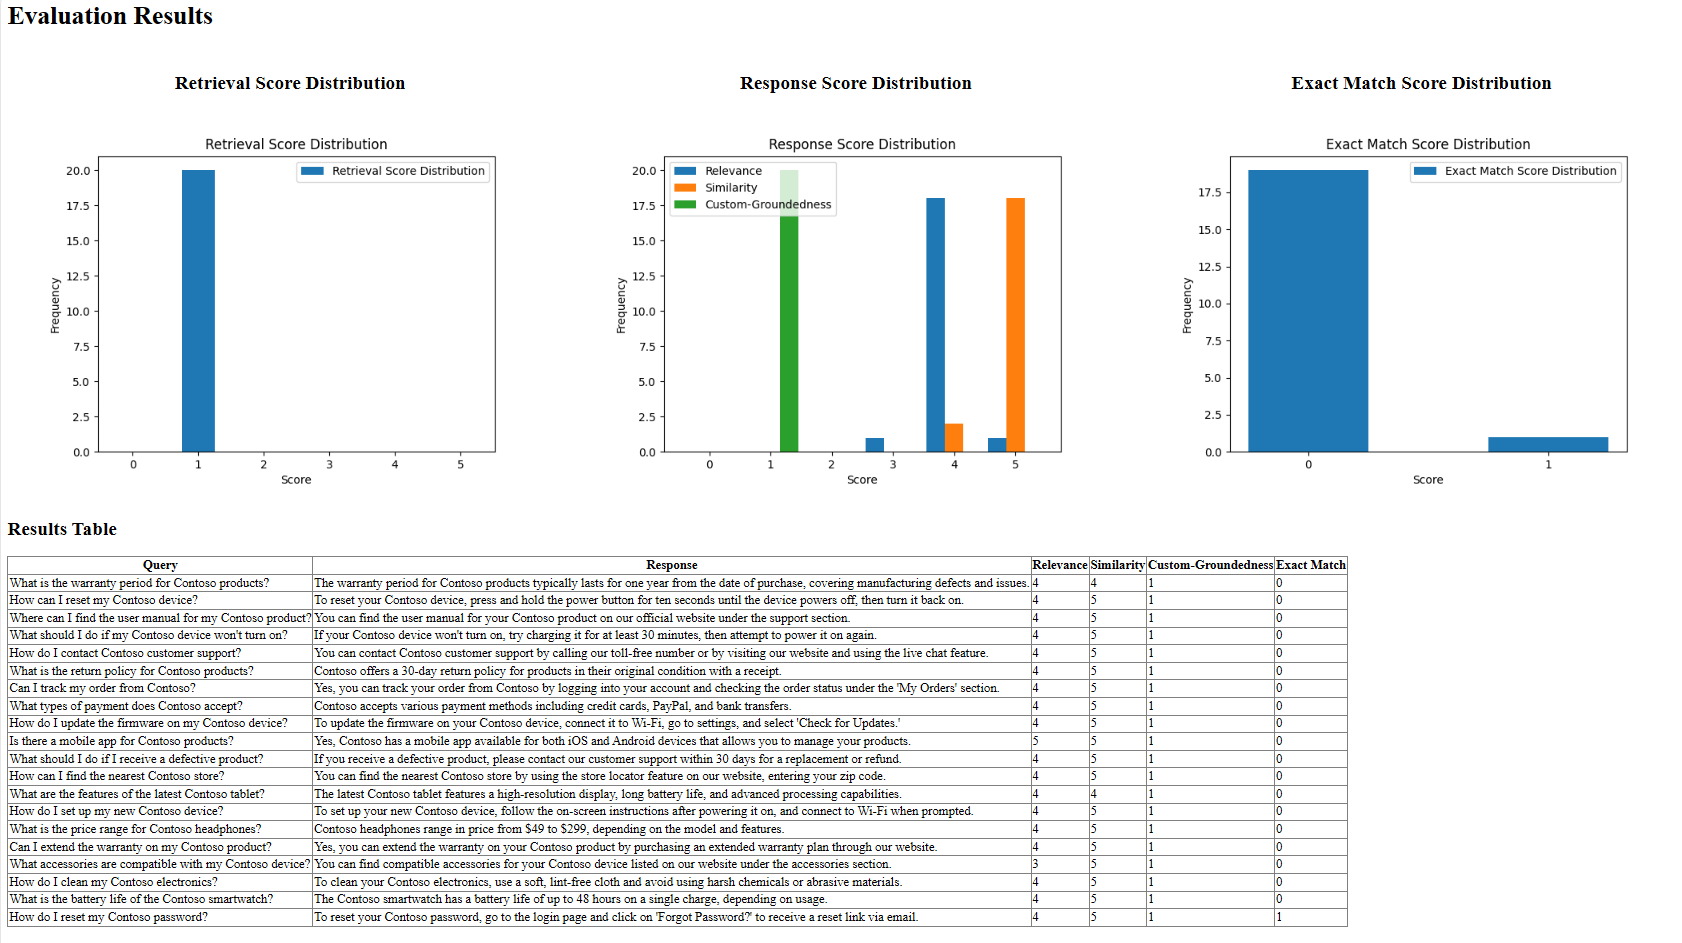 Evaluation Results
Retrieval Score Distribution
Response Score Distribution
Exact Match Score Distribution
Retrieval Score Distribution
Retrieval Score Distribution
20.0
17.5
15.0
12.5
10.0
7.5
5.0
2.5
0.0
Frequency
0 1 2 3 4 5
Score
Response Score Distribution
Relevance
Similarity
Custom-Groundedness
20.0
17.5
15.0
12.5
10.0
7.5
5.0
2.5
0.0
Frequency
0 1 2 3 4 5
Score
Exact Match Score Distribution
Exact Match Score Distribution
17.5
15.0
12.5
10.0
7.5
5.0
2.5
0.0
Frequency
0 1
Score
Results Table
Query Response Relevance Similarity Custom-Groundedness Exact Match
What is the warranty period for Contoso products? The warranty period for Contoso products typically lasts for one year from the date of purchase, covering manufacturing defects and issues. 4 4 1 0
How can I reset my Contoso device? To reset your Contoso device, press and hold the power button for ten seconds until the device powers off, then turn it back on. 4 5 1 0
Where can I find the user manual for my Contoso product? You can find the user manual for your Contoso product on our official website under the support section. 4 5 1 0
What should I do if my Contoso device won't turn on? If your Contoso device won't turn on, try charging it for at least 30 minutes, then attempt to power it on again. 4 5 1 0
How do I contact Contoso customer support? You can contact Contoso customer support by calling our toll-free number or by visiting our website and using the live chat feature. 4 5 1 0
What is the return policy for Contoso products? Contoso offers a 30-day return policy for products in their original condition with a receipt. 4 5 1 0
Can I track my order from Contoso? Yes, you can track your order from Contoso by logging into your account and checking the order status under the 'My Orders' section. 4 5 1 0
What types of payment does Contoso accept? Contoso accepts various payment methods including credit cards, PayPal, and bank transfers. 4 5 1 0
How do I update the firmware on my Contoso device? To update the firmware on your Contoso device, connect it to Wi-Fi, go to settings, and select 'Check for Updates.' 4 5 1 0
Is there a mobile app for Contoso products? Yes, Contoso has a mobile app available for both iOS and Android devices that allows you to manage your products. 5 5 1 0
What should I do if I receive a defective product? If you receive a defective product, please contact our customer support within 30 days for a replacement or refund. 4 5 1 0
How can I find the nearest Contoso store? You can find the nearest Contoso store by using the store locator feature on our website, entering your zip code. 4 5 1 0
What are the features of the latest Contoso tablet? The latest Contoso tablet features a high-resolution display, long battery life, and advanced processing capabilities. 4 4 1 0
How do I set up my new Contoso device? To set up your new Contoso device, follow the on-screen instructions after powering it on, and connect to Wi-Fi when prompted. 4 5 1 0
What is the price range for Contoso headphones? Contoso headphones range in price from $49 to $299, depending on the model and features. 4 5 1 0
Can I extend the warranty on my Contoso product? Yes, you can extend the warranty on your Contoso product by purchasing an extended warranty plan through our website. 4 5 1 0
What accessories are compatible with my Contoso device? You can find compatible accessories for your Contoso device listed on our website under the accessories section. 3 5 1 0
How do I clean my Contoso electronics? To clean your Contoso electronics, use a soft, lint-free cloth and avoid using harsh chemicals or abrasive materials. 4 5 1 0
What is the battery life of the Contoso smartwatch? The Contoso smartwatch has a battery life of up to 48 hours on a single charge, depending on usage. 4 5 1 0
How do I reset my Contoso password? To reset your Contoso password, go to the login page and click on 'Forgot Password?' to receive a reset link via email. 4 5 1 1